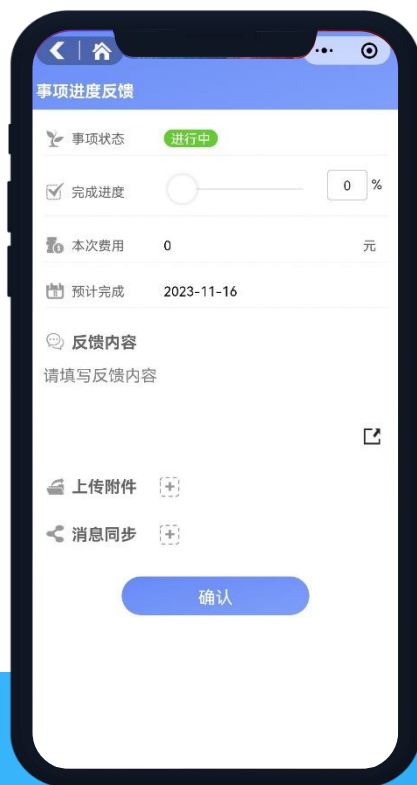 事项进度反馈
事项状态 进行中
完成进度 0 %
本次费用 0 元
预计完成 2023-11-16
反馈内容
请填写反馈内容
上传附件
消息同步
确认